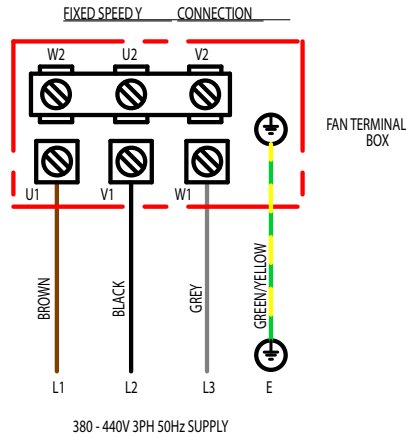 FIXED SPEED Y CONNECTION
W2 U2 V2
FAN TERMINAL
BOX
U1 V1 W1
BROWN
BLACK
GREY
GREEN/YELLOW
L1 L2 L3 E
380 - 440V 3PH 50Hz SUPPLY